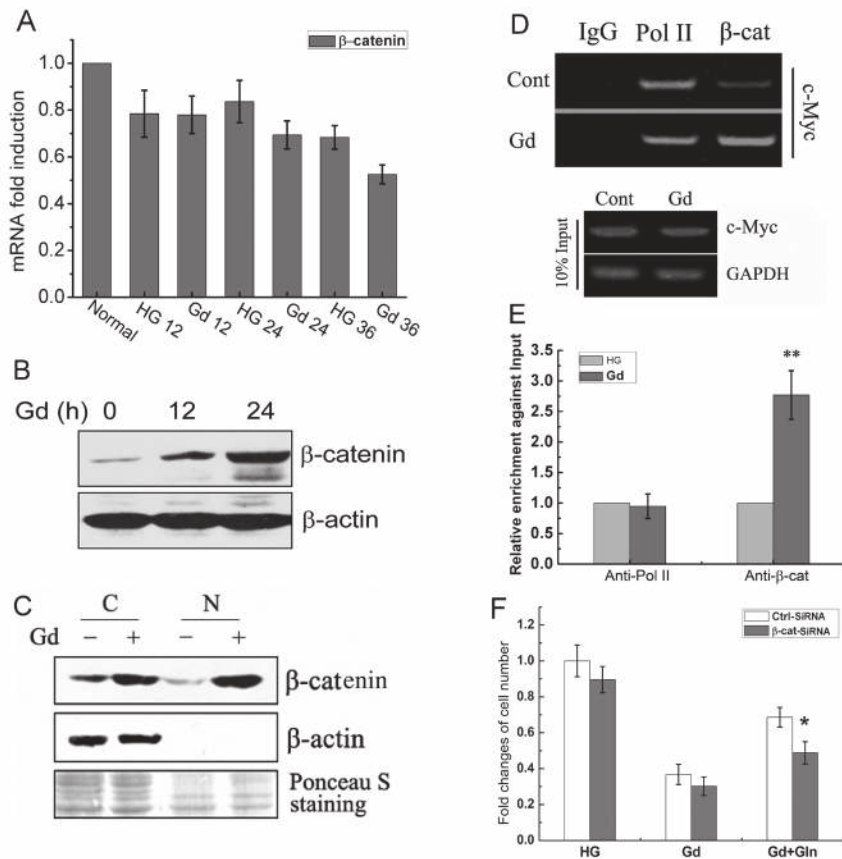 A
β-catenin
mRNA fold induction
1.0
0.8
0.6
0.4
0.2
0.0
Normal
HG 12
Gd 12
HG 24
Gd 24
HG 36
Gd 36
B
Gd (h) 0 12 24
β-catenin
β-actin
C
C N
Gd − + − +
β-catenin
β-actin
Ponceau S
staining
D
IgG Pol II β-cat
Cont
Gd
c-Myc
Cont Gd
10% Input
c-Myc
GAPDH
E
HG
Gd
**
Relative enrichment against Input
3.5
3.0
2.5
2.0
1.5
1.0
0.5
0.0
Anti-Pol II
Anti-β-cat
F
Ctrl-SiRNA
β-cat-SiRNA
*
Fold changes of cell number
1.2
1.0
0.8
0.6
0.4
0.2
0.0
HG
Gd
Gd+Gln